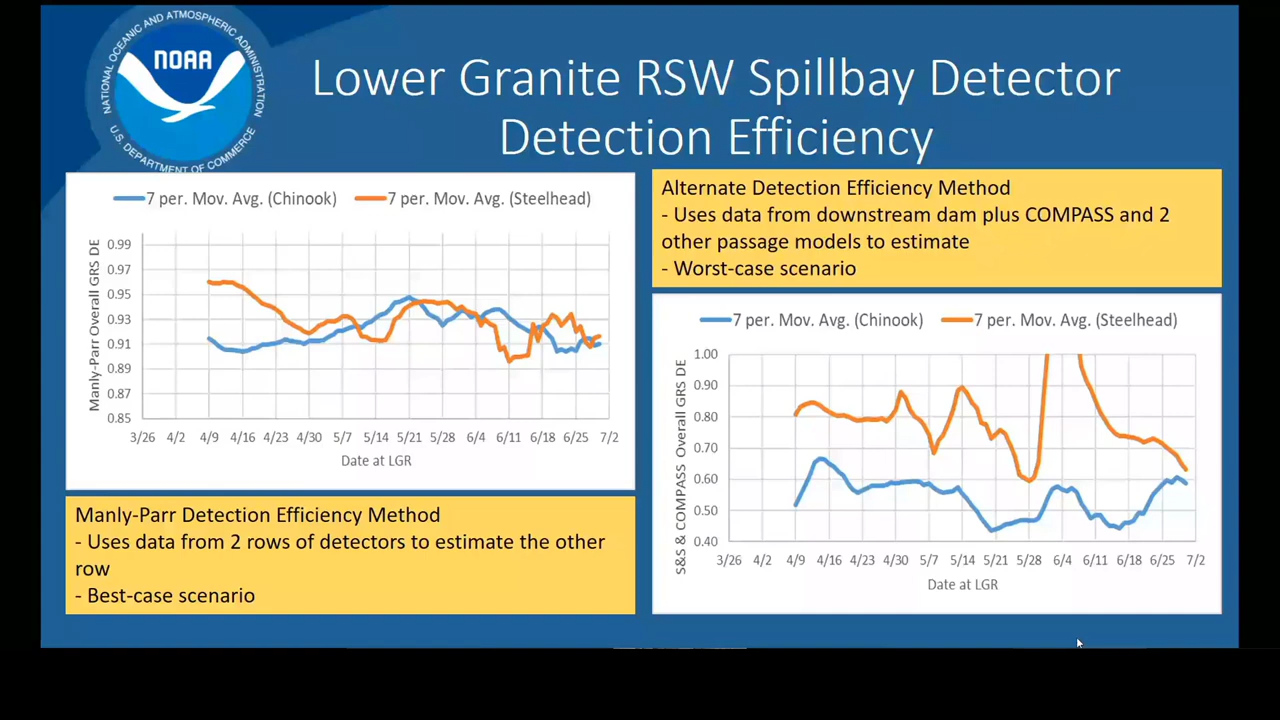 NATIONAL OCEANIC AND ATMOSPHERIC ADMINISTRATION
NOAA
U.S. DEPARTMENT OF COMMERCE
Lower Granite RSW Spillbay Detector
Detection Efficiency
7 per. Mov. Avg. (Chinook) 7 per. Mov. Avg. (Steelhead)
Manly-Parr Overall GRS DE
0.99
0.97
0.95
0.93
0.91
0.89
0.87
0.85
3/26 4/2 4/9 4/16 4/23 4/30 5/7 5/14 5/21 5/28 6/4 6/11 6/18 6/25 7/2
Date at LGR
Manly-Parr Detection Efficiency Method
- Uses data from 2 rows of detectors to estimate the other
row
- Best-case scenario
Alternate Detection Efficiency Method
- Uses data from downstream dam plus COMPASS and 2
other passage models to estimate
- Worst-case scenario
7 per. Mov. Avg. (Chinook) 7 per. Mov. Avg. (Steelhead)
S&S & COMPASS Overall GRS DE
1.00
0.90
0.80
0.70
0.60
0.50
0.40
3/26 4/2 4/9 4/16 4/23 4/30 5/7 5/14 5/21 5/28 6/4 6/11 6/18 6/25 7/2
Date at LGR